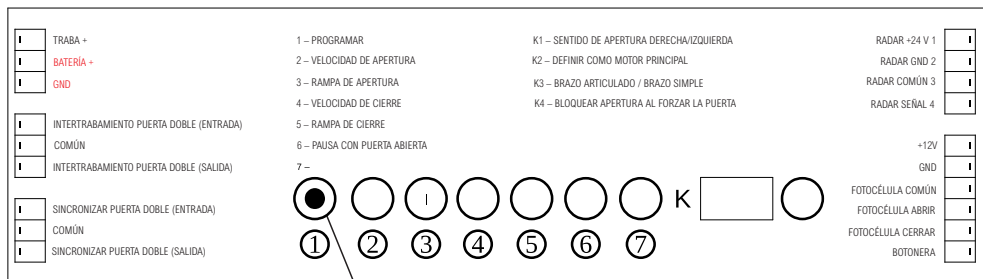 TRABA +
BATERÍA +
GND
INTERTRABAMIENTO PUERTA DOBLE (ENTRADA)
COMÚN
INTERTRABAMIENTO PUERTA DOBLE (SALIDA)
SINCRONIZAR PUERTA DOBLE (ENTRADA)
COMÚN
SINCRONIZAR PUERTA DOBLE (SALIDA)
1 – PROGRAMAR
2 – VELOCIDAD DE APERTURA
3 – RAMPA DE APERTURA
4 – VELOCIDAD DE CIERRE
5 – RAMPA DE CIERRE
6 – PAUSA CON PUERTA ABIERTA
7 –
K1 – SENTIDO DE APERTURA DERECHA/IZQUIERDA
K2 – DEFINIR COMO MOTOR PRINCIPAL
K3 – BRAZO ARTICULADO / BRAZO SIMPLE
K4 – BLOQUEAR APERTURA AL FORZAR LA PUERTA
K
1 2 3 4 5 6 7
RADAR +24 V 1
RADAR GND 2
RADAR COMÚN 3
RADAR SEÑAL 4
+12V
GND
FOTOCÉLULA COMÚN
FOTOCÉLULA ABRIR
FOTOCÉLULA CERRAR
BOTONERA